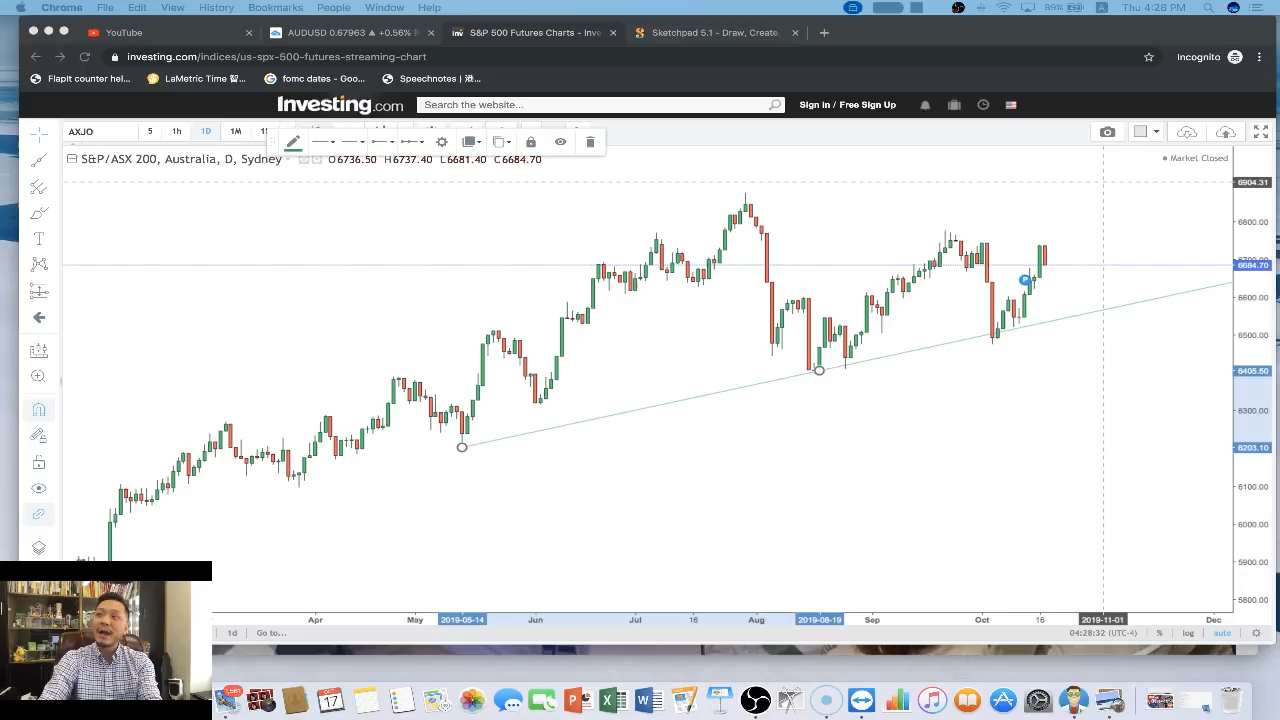 Chrome File Edit View History Bookmarks People Window Help 89% Thu 4:28 PM
YouTube
AUDUSD 0.67963 ▲ +0.56%
S&P 500 Futures Charts - Inve
Sketchpad 5.1 - Draw, Create,
investing.com/indices/us-spx-500-futures-streaming-chart
Incognito
FlapIt counter hel...
LaMetric Time
fomc dates - Goo...
Speechnotes
Investing.com
Search the website...
Sign In / Free Sign Up
AXJO 5 1h 1D 1M
S&P/ASX 200, Australia, D, Sydney O6736.50 H6737.40 L6681.40 C6684.70
Market Closed
6904.31
6800.00
6700.00
6684.70
6600.00
6500.00
6405.50
6300.00
6203.10
6100.00
6000.00
5900.00
5800.00
P
Apr May 2019-05-14 Jun Jul 16 Aug 2019-08-19 Sep Oct 16 2019-11-01 Dec
1d Go to... 04:28:32 (UTC-4) % log auto
OCT
17